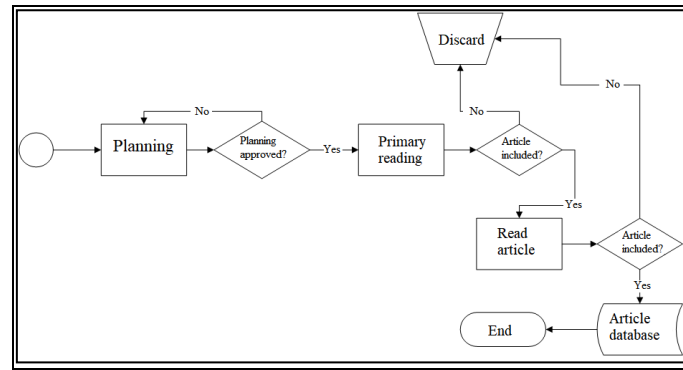 Discard
No
No
No
Planning
Planning
approved?
Yes
Primary
reading
Article
included?
Yes
Read
article
Article
included?
Yes
End
Article
database